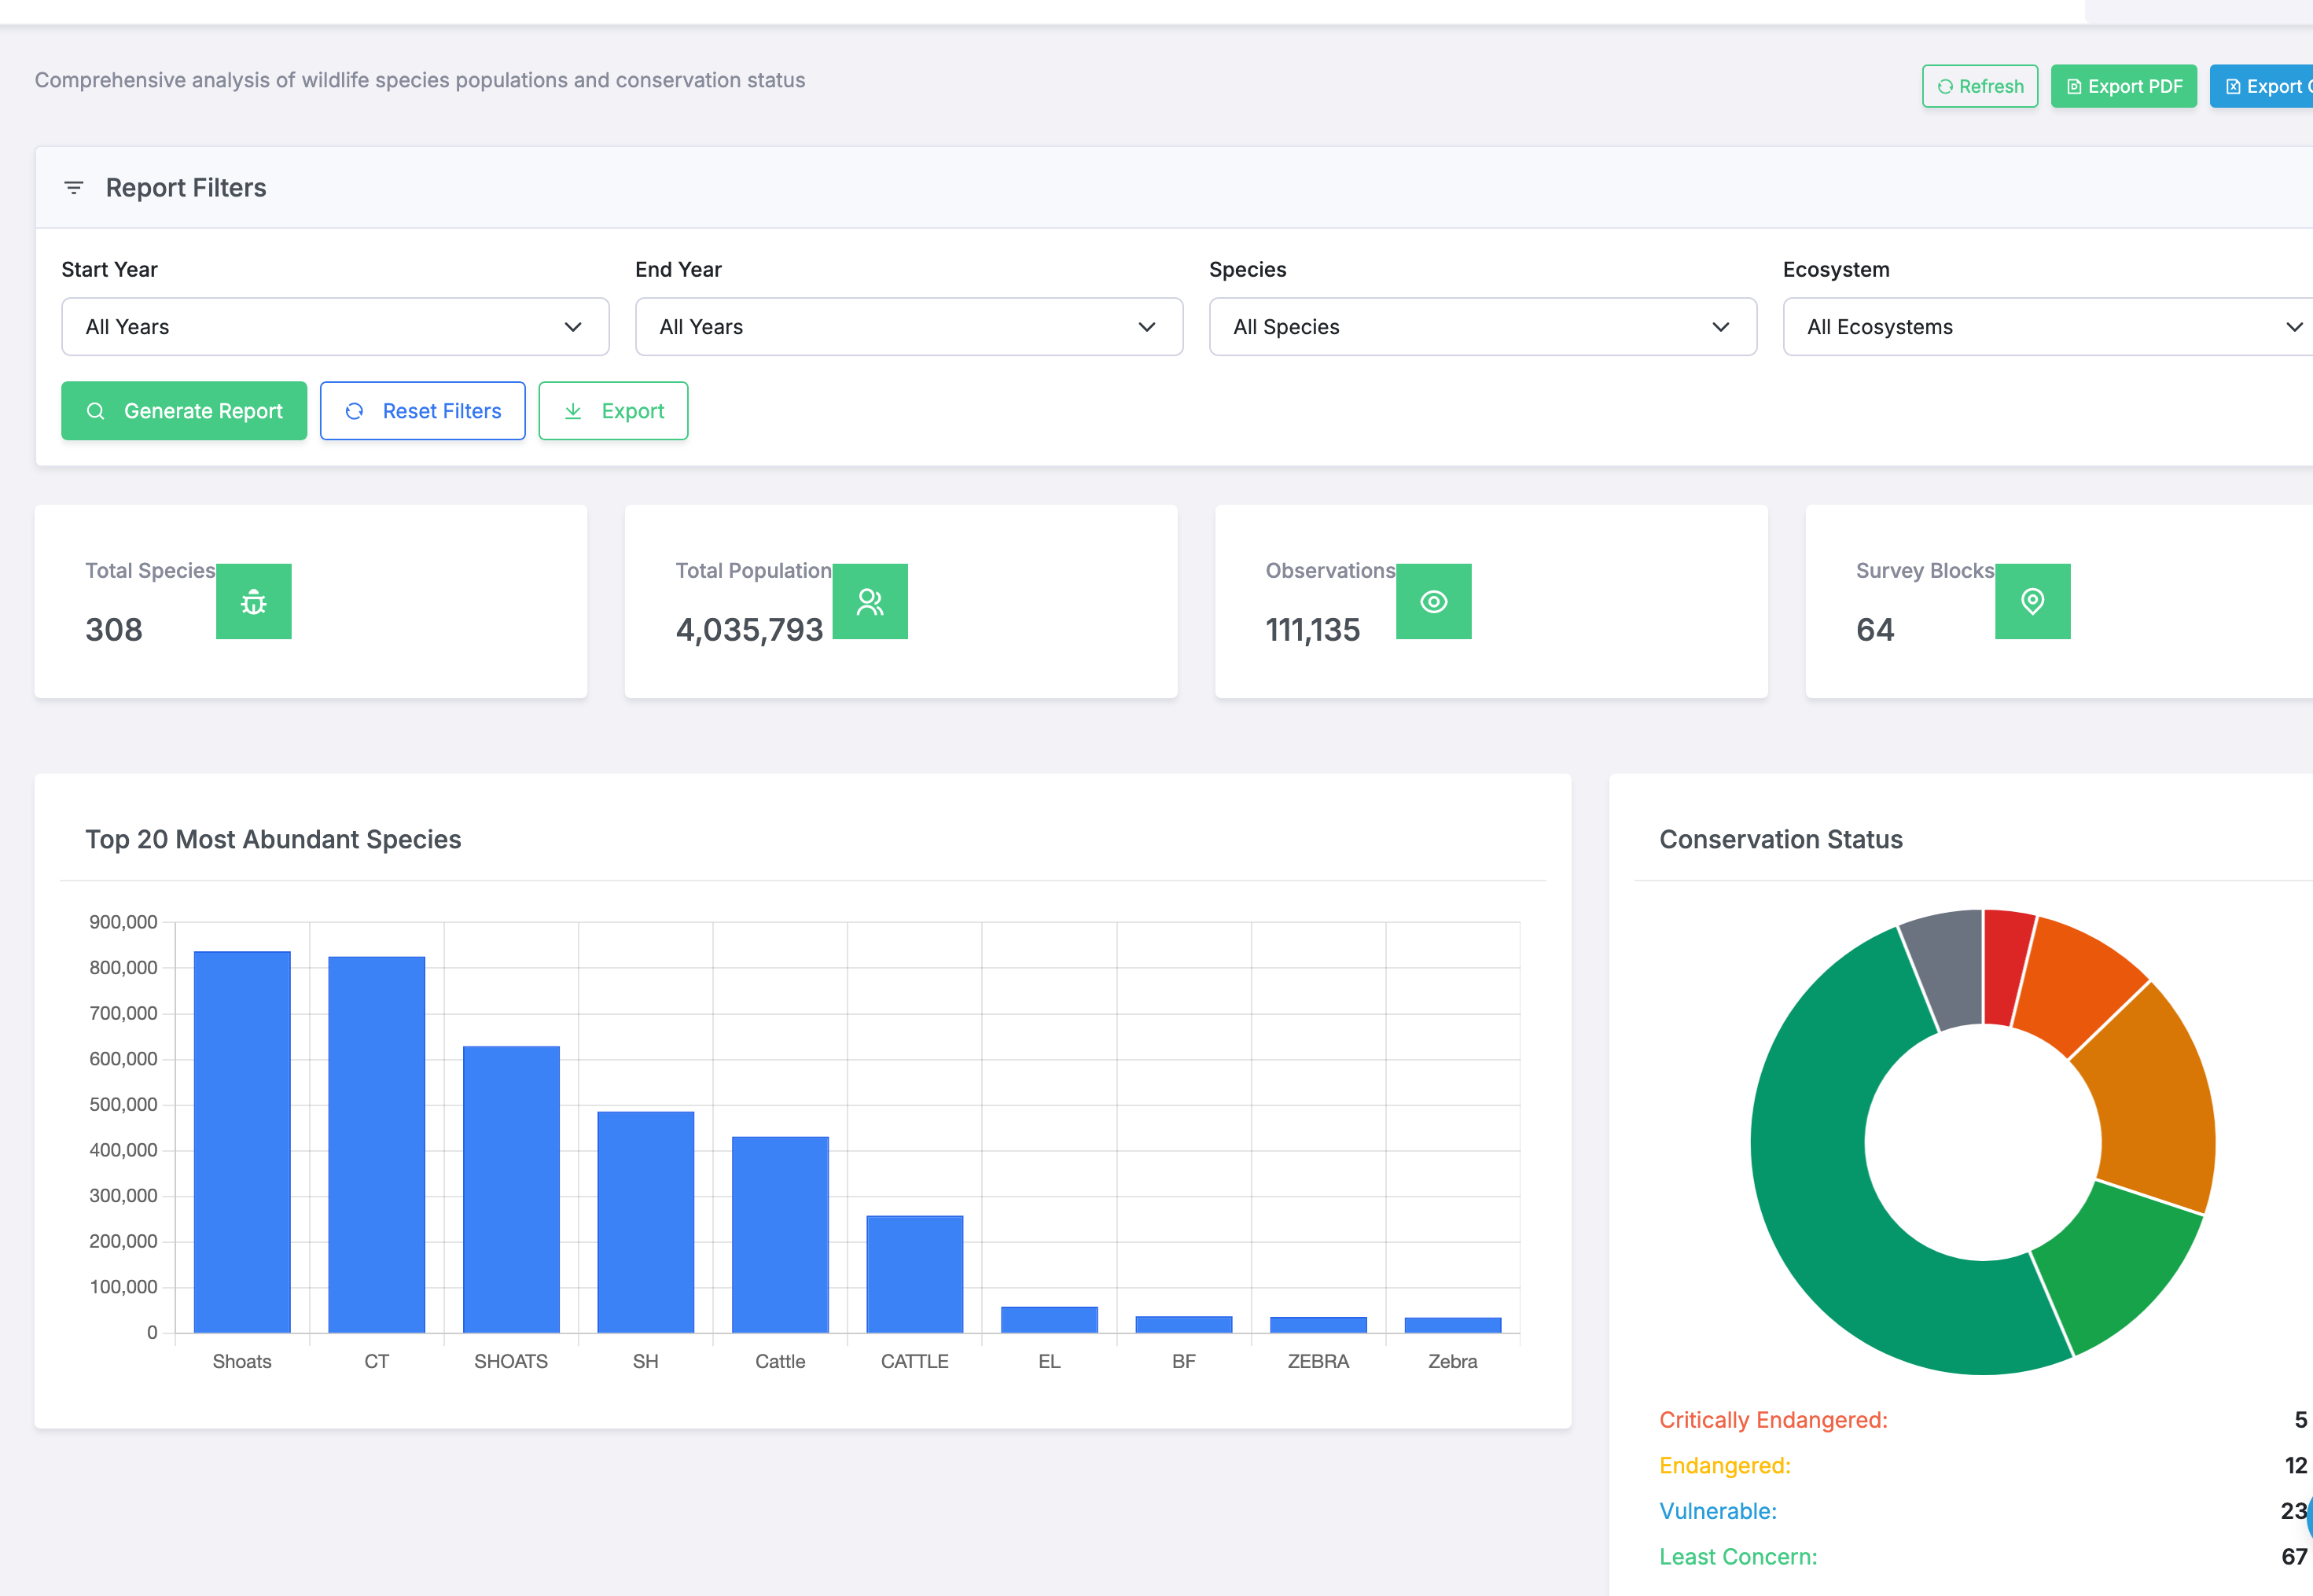 Comprehensive analysis of wildlife species populations and conservation status
Refresh
Export PDF
Export
Report Filters
Start Year
End Year
Species
Ecosystem
All Years
All Years
All Species
All Ecosystems
Generate Report
Reset Filters
Export
Total Species
308
Total Population
4,035,793
Observations
111,135
Survey Blocks
64
Top 20 Most Abundant Species
900,000
800,000
700,000
600,000
500,000
400,000
300,000
200,000
100,000
0
Shoats
CT
SHOATS
SH
Cattle
CATTLE
EL
BF
ZEBRA
Zebra
Conservation Status
Critically Endangered: 5
Endangered: 12
Vulnerable: 23
Least Concern: 67